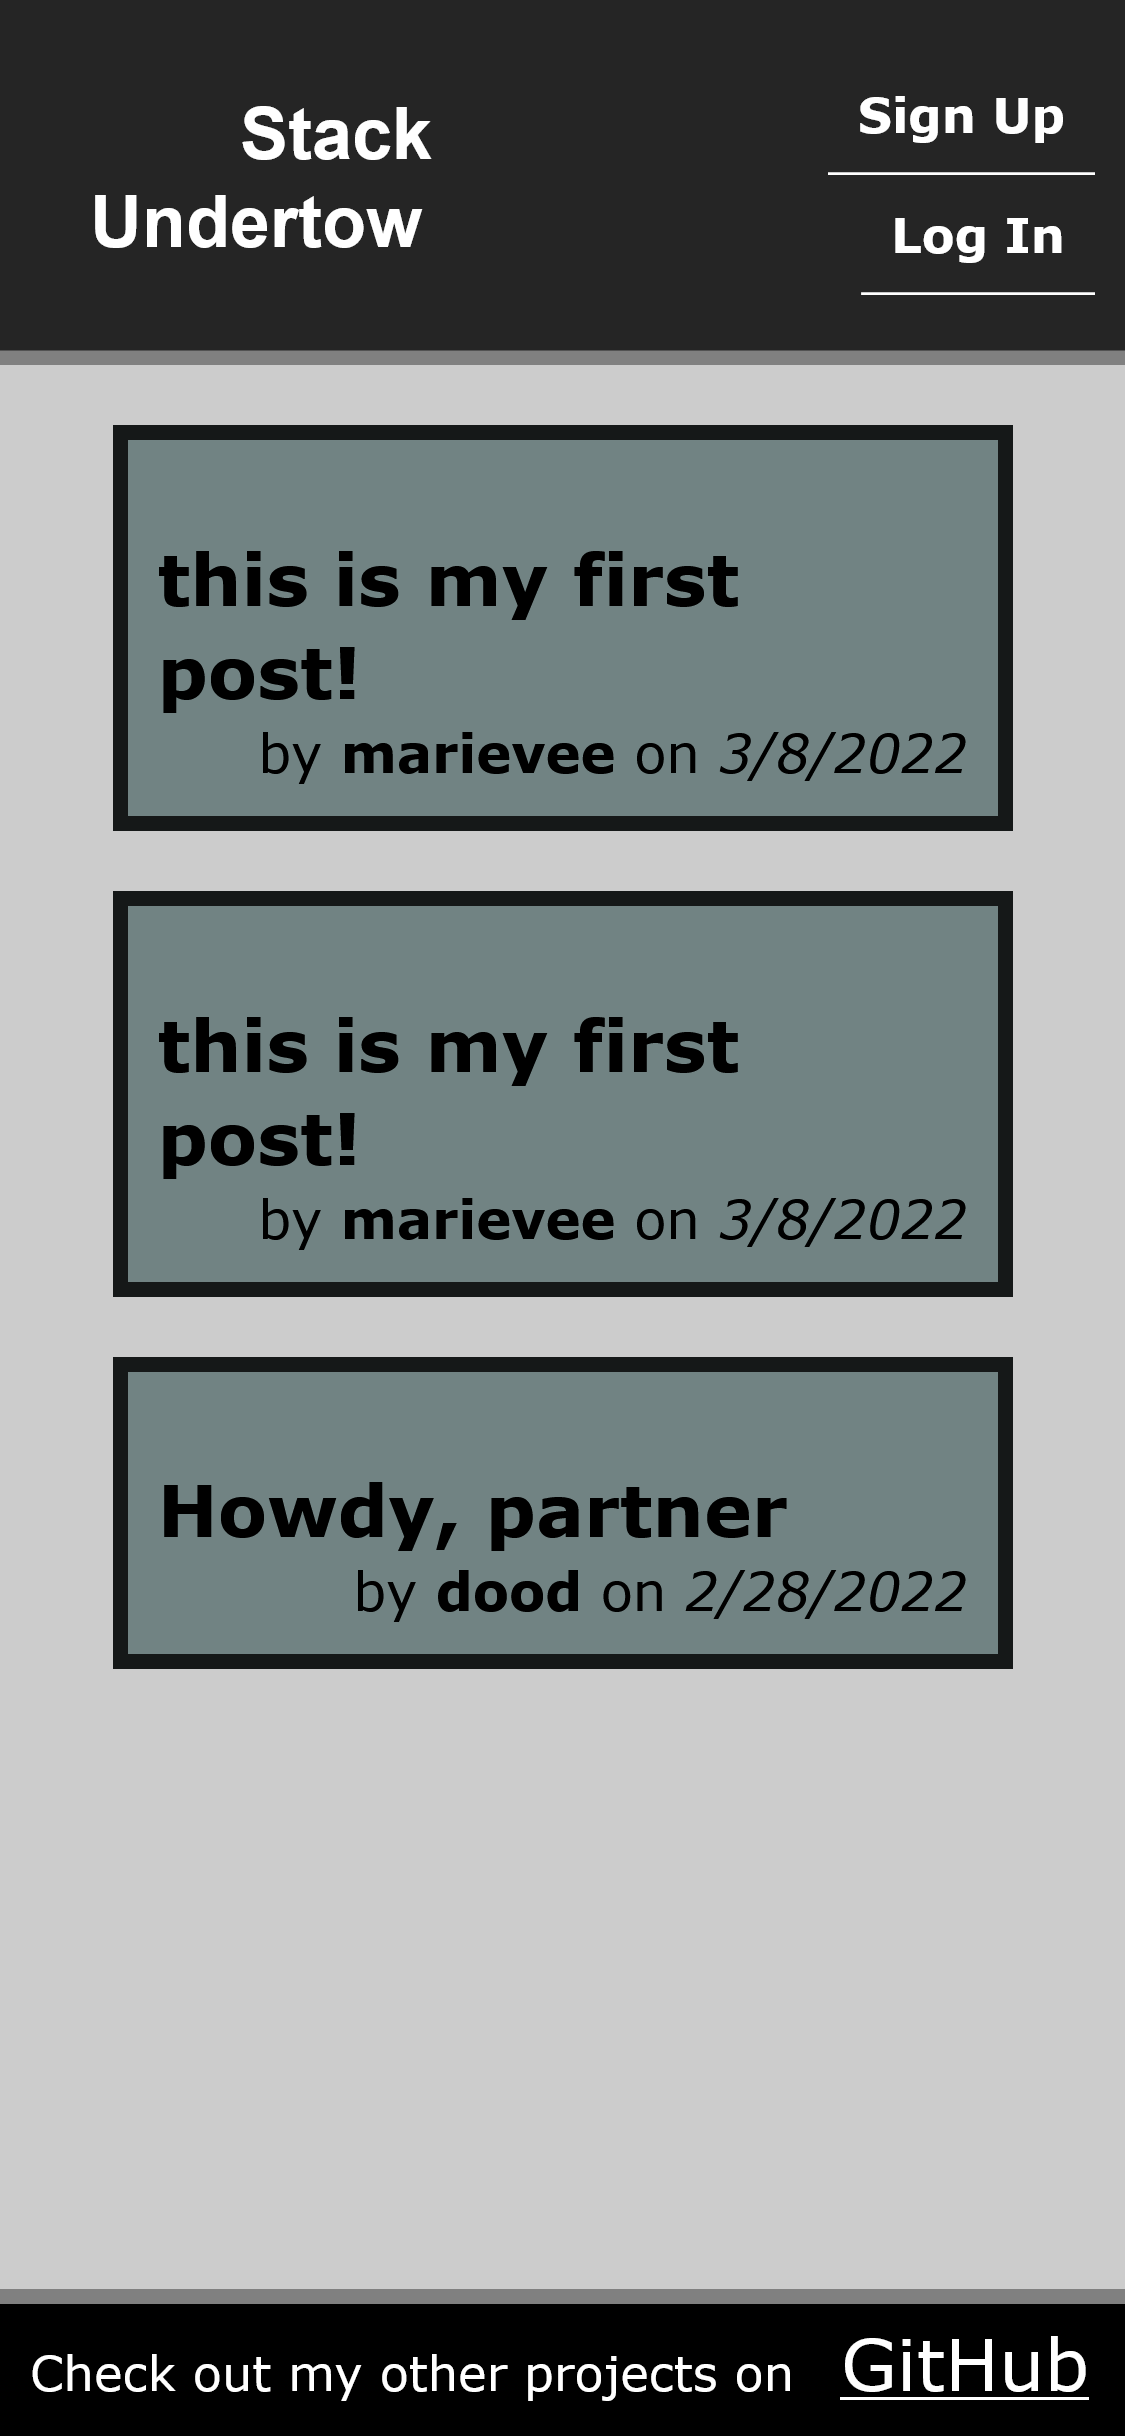 Stack
Undertow
Sign Up
Log In
this is my first
post!
by marievee on 3/8/2022
this is my first
post!
by marievee on 3/8/2022
Howdy, partner
by dood on 2/28/2022
Check out my other projects on GitHub